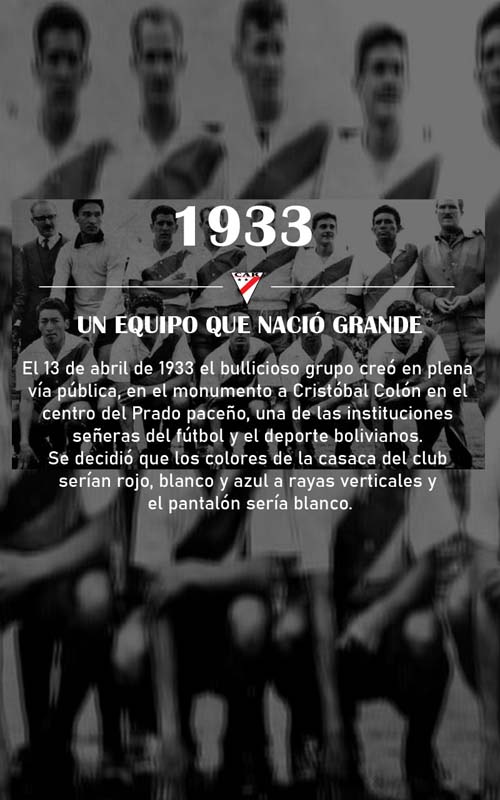 1933
CAR
UN EQUIPO QUE NACIÓ GRANDE
El 13 de abril de 1933 el bullicioso grupo creó en plena
vía pública, en el monumento a Cristóbal Colón en el
centro del Prado paceño, una de las instituciones
señeras del fútbol y el deporte bolivianos.
Se decidió que los colores de la casaca del club
serían rojo, blanco y azul a rayas verticales y
el pantalón sería blanco.